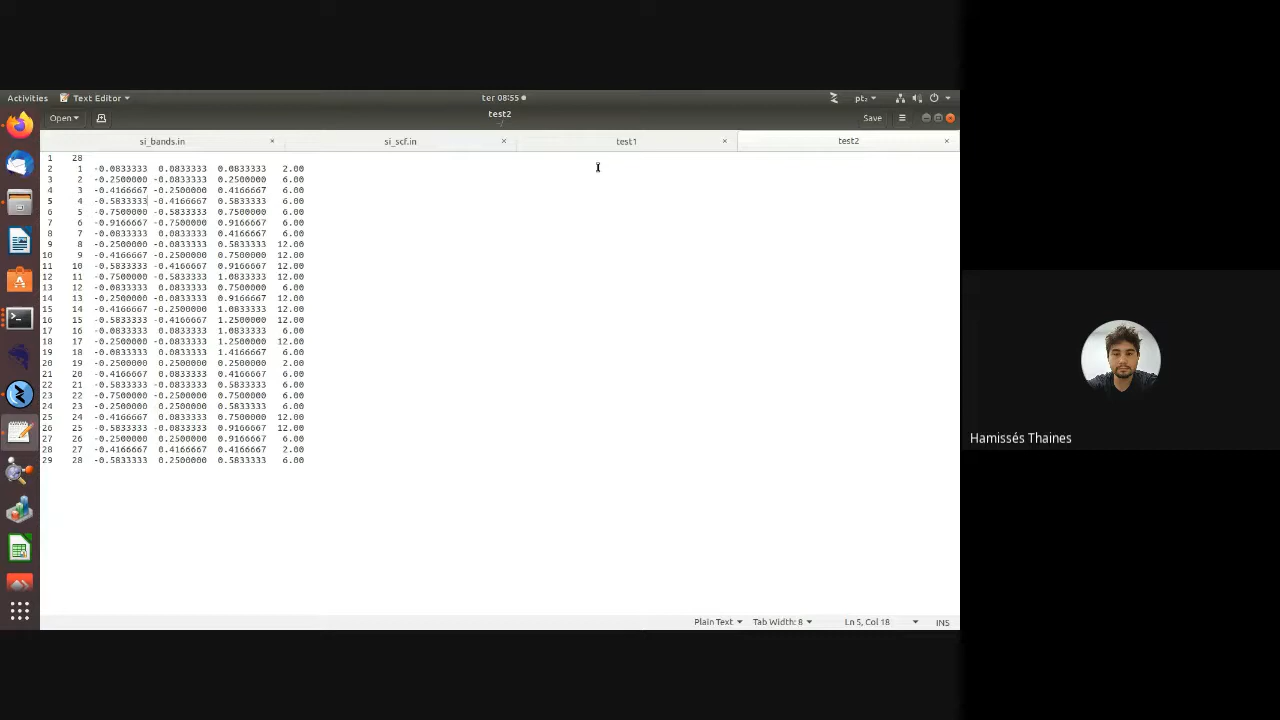 Activities Text Editor ter 08:55 pt₂
Open test2 Save
~/
si_bands.in × si_scf.in × test1 × test2 ×
1 28
2 1 -0.0833333 0.0833333 0.0833333 2.00
3 2 -0.2500000 -0.0833333 0.2500000 6.00
4 3 -0.4166667 -0.2500000 0.4166667 6.00
5 4 -0.5833333 -0.4166667 0.5833333 6.00
6 5 -0.7500000 -0.5833333 0.7500000 6.00
7 6 -0.9166667 -0.7500000 0.9166667 6.00
8 7 -0.0833333 0.0833333 0.4166667 6.00
9 8 -0.2500000 -0.0833333 0.5833333 12.00
10 9 -0.4166667 -0.2500000 0.7500000 12.00
11 10 -0.5833333 -0.4166667 0.9166667 12.00
12 11 -0.7500000 -0.5833333 1.0833333 12.00
13 12 -0.0833333 0.0833333 0.7500000 6.00
14 13 -0.2500000 -0.0833333 0.9166667 12.00
15 14 -0.4166667 -0.2500000 1.0833333 12.00
16 15 -0.5833333 -0.4166667 1.2500000 12.00
17 16 -0.0833333 0.0833333 1.0833333 6.00
18 17 -0.2500000 -0.0833333 1.2500000 12.00
19 18 -0.0833333 0.0833333 1.4166667 6.00
20 19 -0.2500000 0.2500000 0.2500000 2.00
21 20 -0.4166667 0.0833333 0.4166667 6.00
22 21 -0.5833333 -0.0833333 0.5833333 6.00
23 22 -0.7500000 -0.2500000 0.7500000 6.00
24 23 -0.2500000 0.2500000 0.5833333 6.00
25 24 -0.4166667 0.0833333 0.7500000 12.00
26 25 -0.5833333 -0.0833333 0.9166667 12.00
27 26 -0.2500000 0.2500000 0.9166667 6.00
28 27 -0.4166667 0.4166667 0.4166667 2.00
29 28 -0.5833333 0.2500000 0.5833333 6.00
Hamissés Thaines
Plain Text Tab Width: 8 Ln 5, Col 18 INS